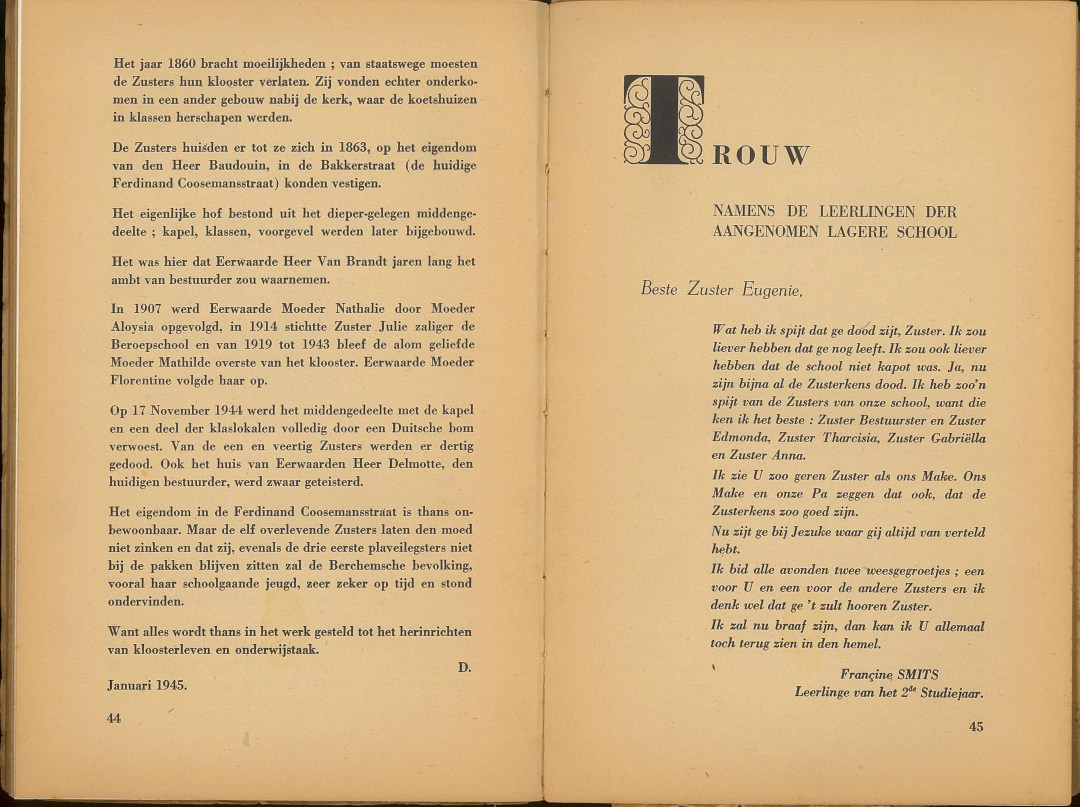 Het jaar 1860 bracht moeilijkheden ; van staatswege moesten
de Zusters hun klooster verlaten. Zij vonden echter onderko-
men in een ander gebouw nabij de kerk, waar de koetshuizen
in klassen herschapen werden.
De Zusters huisden er tot ze zich in 1863, op het eigendom
van den Heer Baudouin, in de Bakkerstraat (de huidige
Ferdinand Coosemansstraat) konden vestigen.
Het eigenlijke hof bestond uit het dieper-gelegen middenge-
deelte ; kapel, klassen, voorgevel werden later bijgebouwd.
Het was hier dat Eerwaarde Heer Van Brandt jaren lang het
ambt van bestuurder zou waarnemen.
In 1907 werd Eerwaarde Moeder Nathalie door Moeder
Aloysia opgevolgd, in 1914 stichtte Zuster Julie zaliger de
Beroepschool en van 1919 tot 1943 bleef de alom geliefde
Moeder Mathilde overste van het klooster. Eerwaarde Moeder
Florentine volgde haar op.
Op 17 November 1944 werd het middengedeelte met de kapel
en een deel der klaslokalen volledig door een Duitsche bom
verwoest. Van de een en veertig Zusters werden er dertig
gedood. Ook het huis van Eerwaarden Heer Delmotte, den
huidigen bestuurder, werd zwaar geteisterd.
Het eigendom in de Ferdinand Coosemansstraat is thans on-
bewoonbaar. Maar de elf overlevende Zusters laten den moed
niet zinken en dat zij, evenals de drie eerste plaveilegsters niet
bij de pakken blijven zitten zal de Berchemsche bevolking,
vooral haar schoolgaande jeugd, zeer zeker op tijd en stond
ondervinden.
Want alles wordt thans in het werk gesteld tot het herinrichten
van kloosterleven en onderwijstaak.
D.
Januari 1945.
44
TROUW
NAMENS DE LEERLINGEN DER
AANGENOMEN LAGERE SCHOOL
Beste Zuster Eugenie,
Wat heb ik spijt dat ge dood zijt, Zuster. Ik zou
liever hebben dat ge nog leeft. Ik zou ook liever
hebben dat de school niet kapot was. Ja, nu
zijn bijna al de Zusterkens dood. Ik heb zoo'n
spijt van de Zusters van onze school, want die
ken ik het beste : Zuster Bestuurster en Zuster
Edmonda, Zuster Tharcisia, Zuster Gabriëlla
en Zuster Anna.
Ik zie U zoo geren Zuster als ons Make. Ons
Make en onze Pa zeggen dat ook, dat de
Zusterkens zoo goed zijn.
Nu zijt ge bij Jezuke waar gij altijd van verteld
hebt.
Ik bid alle avonden twee weesgegroetjes ; een
voor U en een voor de andere Zusters en ik
denk wel dat ge 't zult hooren Zuster.
Ik zal nu braaf zijn, dan kan ik U allemaal
toch terug zien in den hemel.
Françine SMITS
Leerlinge van het 2de Studiejaar.
45